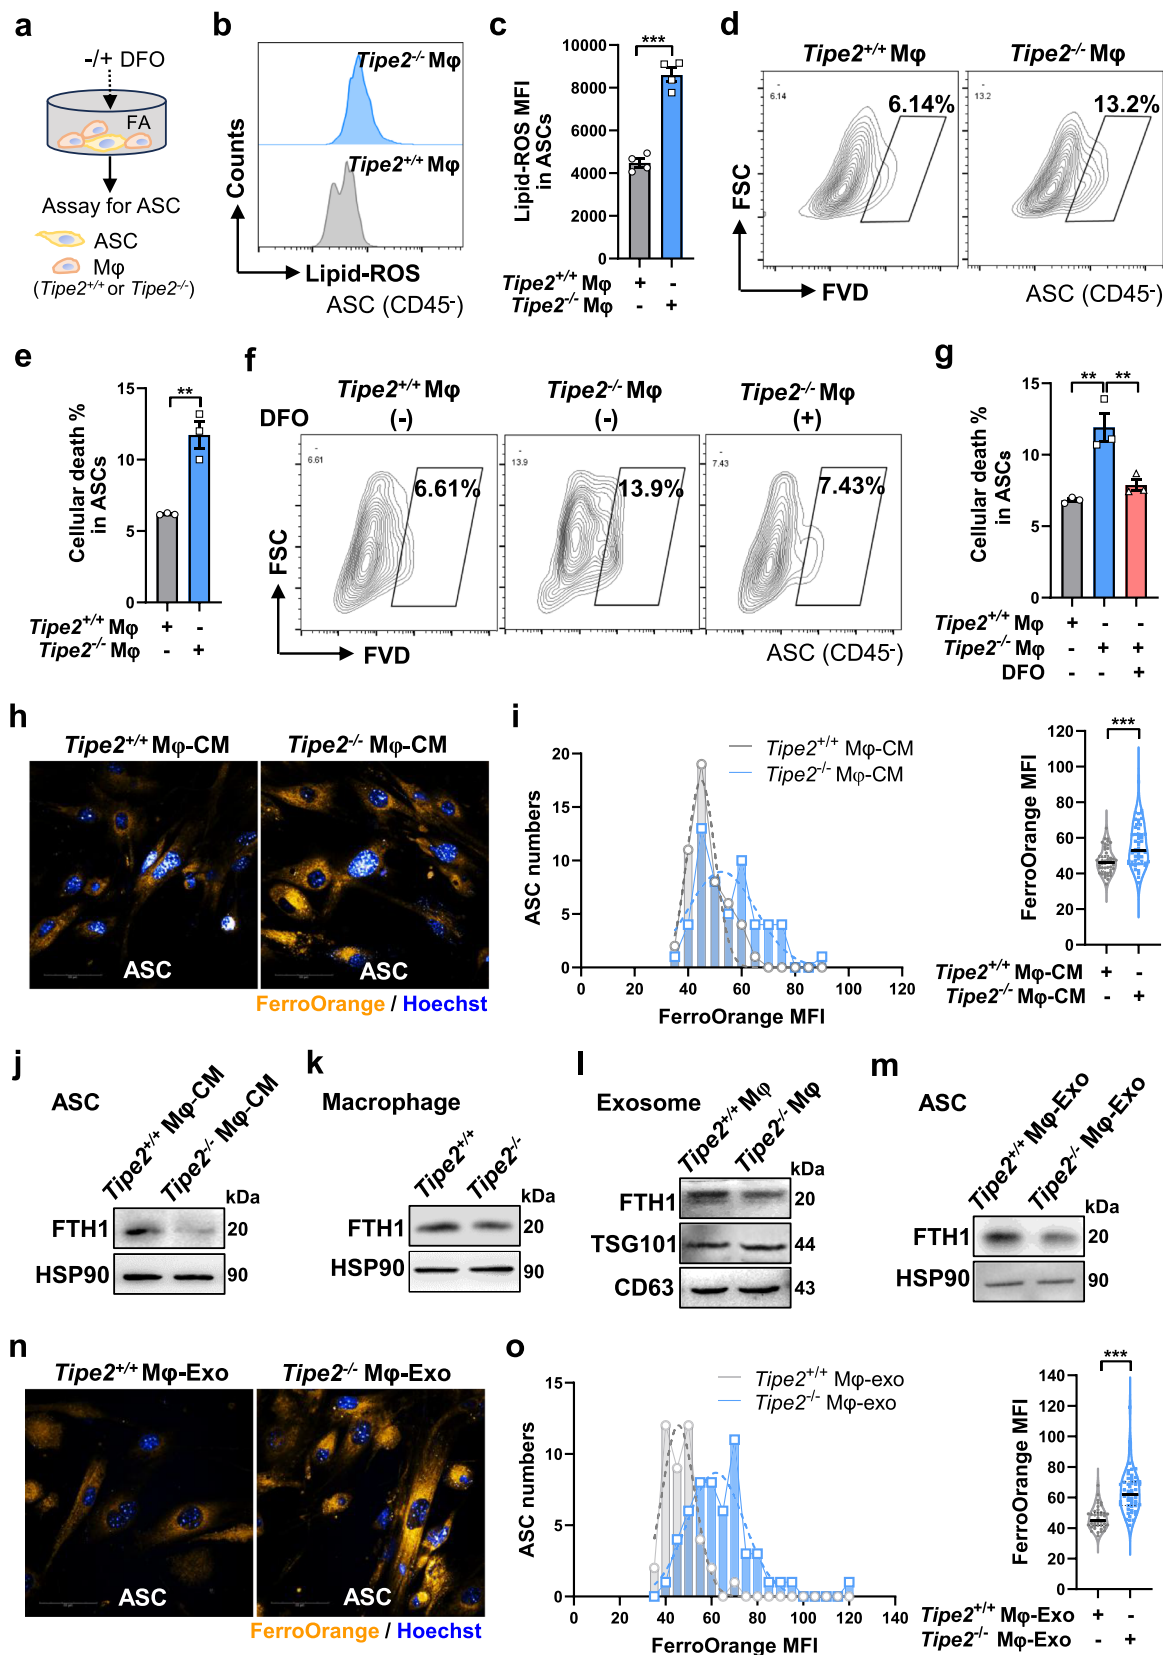 a
-/+ DFO
FA
Assay for ASC
ASC
Mφ
(Tipe2+/+ or Tipe2-/-)
b
Tipe2-/- Mφ
Tipe2+/+ Mφ
Counts
Lipid-ROS
ASC (CD45-)
c
***
Lipid-ROS MFI
in ASCs
10000
8000
6000
4000
2000
0
Tipe2+/+ Mφ + -
Tipe2-/- Mφ - +
d
Tipe2+/+ Mφ Tipe2-/- Mφ
6.14
6.14%
13.2
13.2%
FSC
FVD
ASC (CD45-)
e
**
Cellular death %
in ASCs
15
10
5
0
Tipe2+/+ Mφ + -
Tipe2-/- Mφ - +
f
Tipe2+/+ Mφ Tipe2-/- Mφ Tipe2-/- Mφ
DFO (-) (-) (+)
6.61
6.61%
13.9
13.9%
7.43
7.43%
FSC
FVD
ASC (CD45-)
g
** **
Cellular death %
in ASCs
15
10
5
0
Tipe2+/+ Mφ + - -
Tipe2-/- Mφ - + +
DFO - - +
h
Tipe2+/+ Mφ-CM Tipe2-/- Mφ-CM
ASC ASC
FerroOrange / Hoechst
i
Tipe2+/+ Mφ-CM
Tipe2-/- Mφ-CM
ASC numbers
20
15
10
5
0
0 20 40 60 80 100 120
FerroOrange MFI
***
FerroOrange MFI
120
100
80
60
40
20
0
Tipe2+/+ Mφ-CM + -
Tipe2-/- Mφ-CM - +
j
ASC
Tipe2+/+ Mφ-CM
Tipe2-/- Mφ-CM
kDa
FTH1 20
HSP90 90
k
Macrophage
Tipe2+/+
Tipe2-/-
kDa
FTH1 20
HSP90 90
l
Exosome
Tipe2+/+ Mφ
Tipe2-/- Mφ
kDa
FTH1 20
TSG101 44
CD63 43
m
ASC
Tipe2+/+ Mφ-Exo
Tipe2-/- Mφ-Exo
kDa
FTH1 20
HSP90 90
n
Tipe2+/+ Mφ-Exo Tipe2-/- Mφ-Exo
ASC ASC
FerroOrange / Hoechst
o
Tipe2+/+ Mφ-exo
Tipe2-/- Mφ-exo
ASC numbers
15
10
5
0
0 20 40 60 80 100 120 140
FerroOrange MFI
***
FerroOrange MFI
140
120
100
80
60
40
20
0
Tipe2+/+ Mφ-Exo + -
Tipe2-/- Mφ-Exo - +